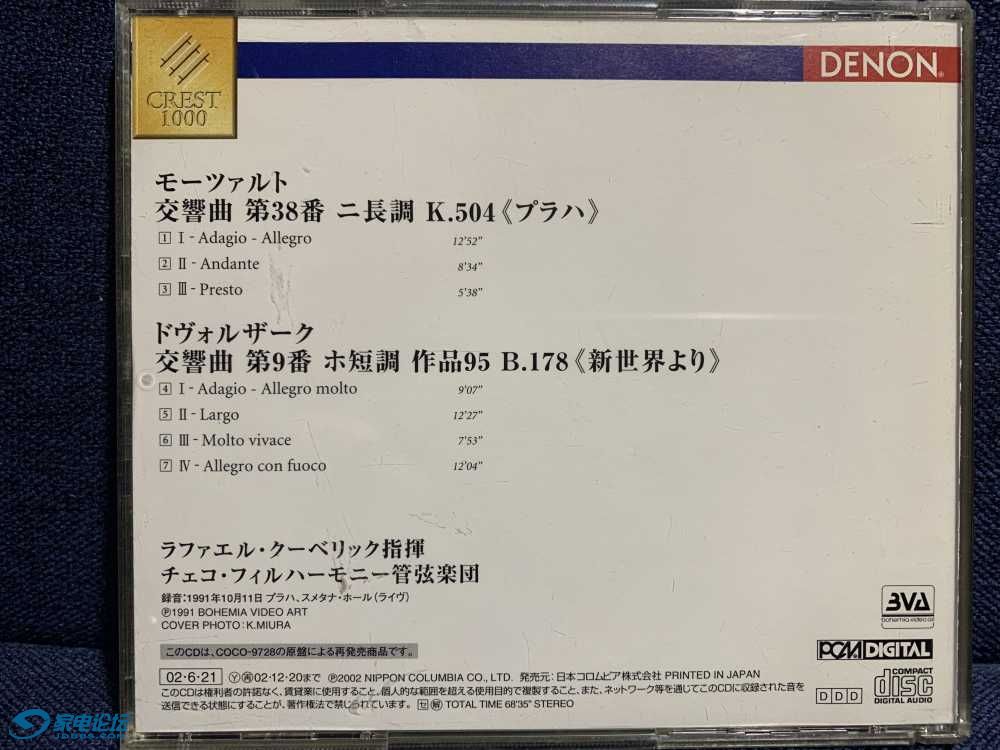 CREST
1000
DENON
モーツァルト
交響曲 第38番 ニ長調 K.504《プラハ》
1 Ⅰ - Adagio - Allegro 12'52"
2 Ⅱ - Andante 8'34"
3 Ⅲ - Presto 5'38"
ドヴォルザーク
交響曲 第9番 ホ短調 作品95 B.178《新世界より》
4 Ⅰ - Adagio - Allegro molto 9'07"
5 Ⅱ - Largo 12'27"
6 Ⅲ - Molto vivace 7'53"
7 Ⅳ - Allegro con fuoco 12'04"
ラファエル・クーベリック指揮
チェコ・フィルハーモニー管弦楽団
録音：1991年10月11日 プラハ、スメタナ・ホール（ライヴ）
℗1991 BOHEMIA VIDEO ART
COVER PHOTO：K.MIURA
BVA
bohemia video art
このCDは、COCO-9728の原盤による再発売商品です。
PCM DIGITAL
02・6・21 Ⓨ㊢02・12・20まで ℗2002 NIPPON COLUMBIA CO., LTD. 発売元：日本コロムビア株式会社 PRINTED IN JAPAN
このCDは権利者の許諾なく、賃貸業に使用すること、個人的な範囲を超える使用目的で複製すること、また、ネットワーク等を通じてこのCDに収録された音を
送信できる状態にすることが、著作権法で禁じられています。 TOTAL TIME 68'35" STEREO
DDD
COMPACT
disc
DIGITAL AUDIO
家电论坛
JDBBS.COM